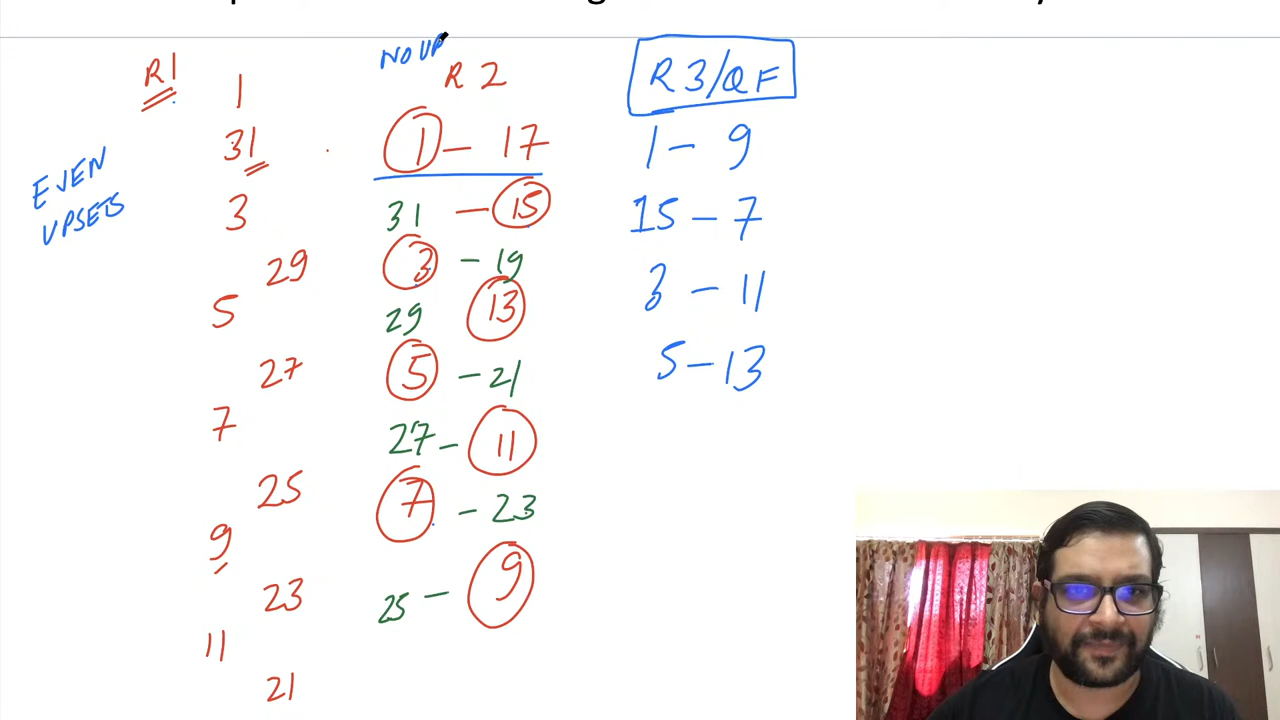 R1
1
31
3
29
5
27
7
25
9
23
11
21
EVEN
UPSETS
NO UP
R 2
1 – 17
31 – 15
3 – 19
29 13
5 – 21
27 – 11
7 – 23
25 – 9
R 3/QF
1 – 9
15 – 7
3 – 11
5 – 13